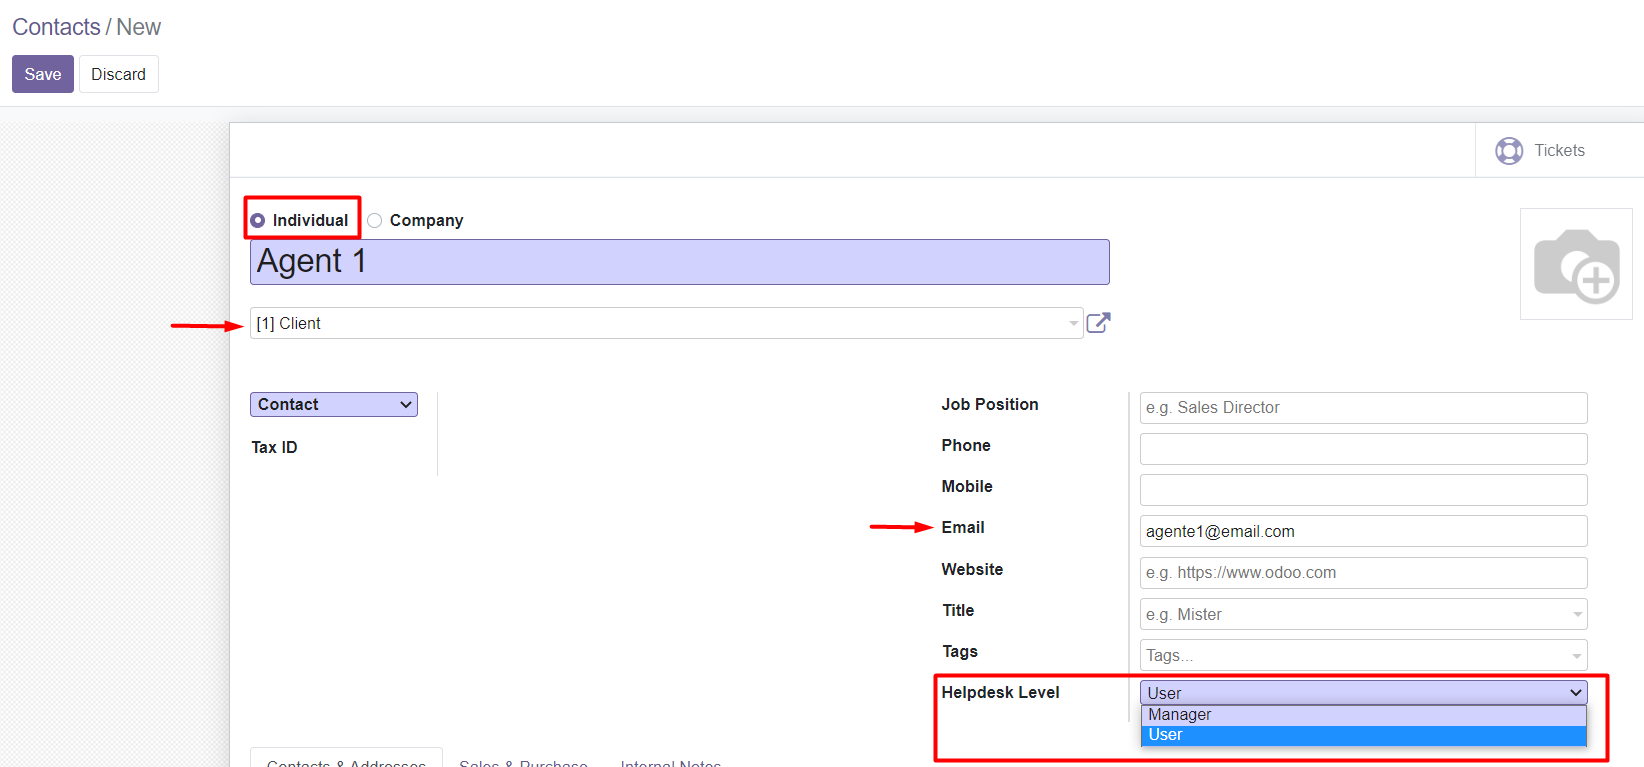 Contacts / New
Save Discard
Tickets
Individual Company
Agent 1
[1] Client
Contact
Tax ID
Job Position e.g. Sales Director
Phone
Mobile
Email agente1@email.com
Website e.g. https://www.odoo.com
Title e.g. Mister
Tags Tags...
Helpdesk Level User
Manager
User
Contacts & Addresses Sales & Purchase Internal Notes